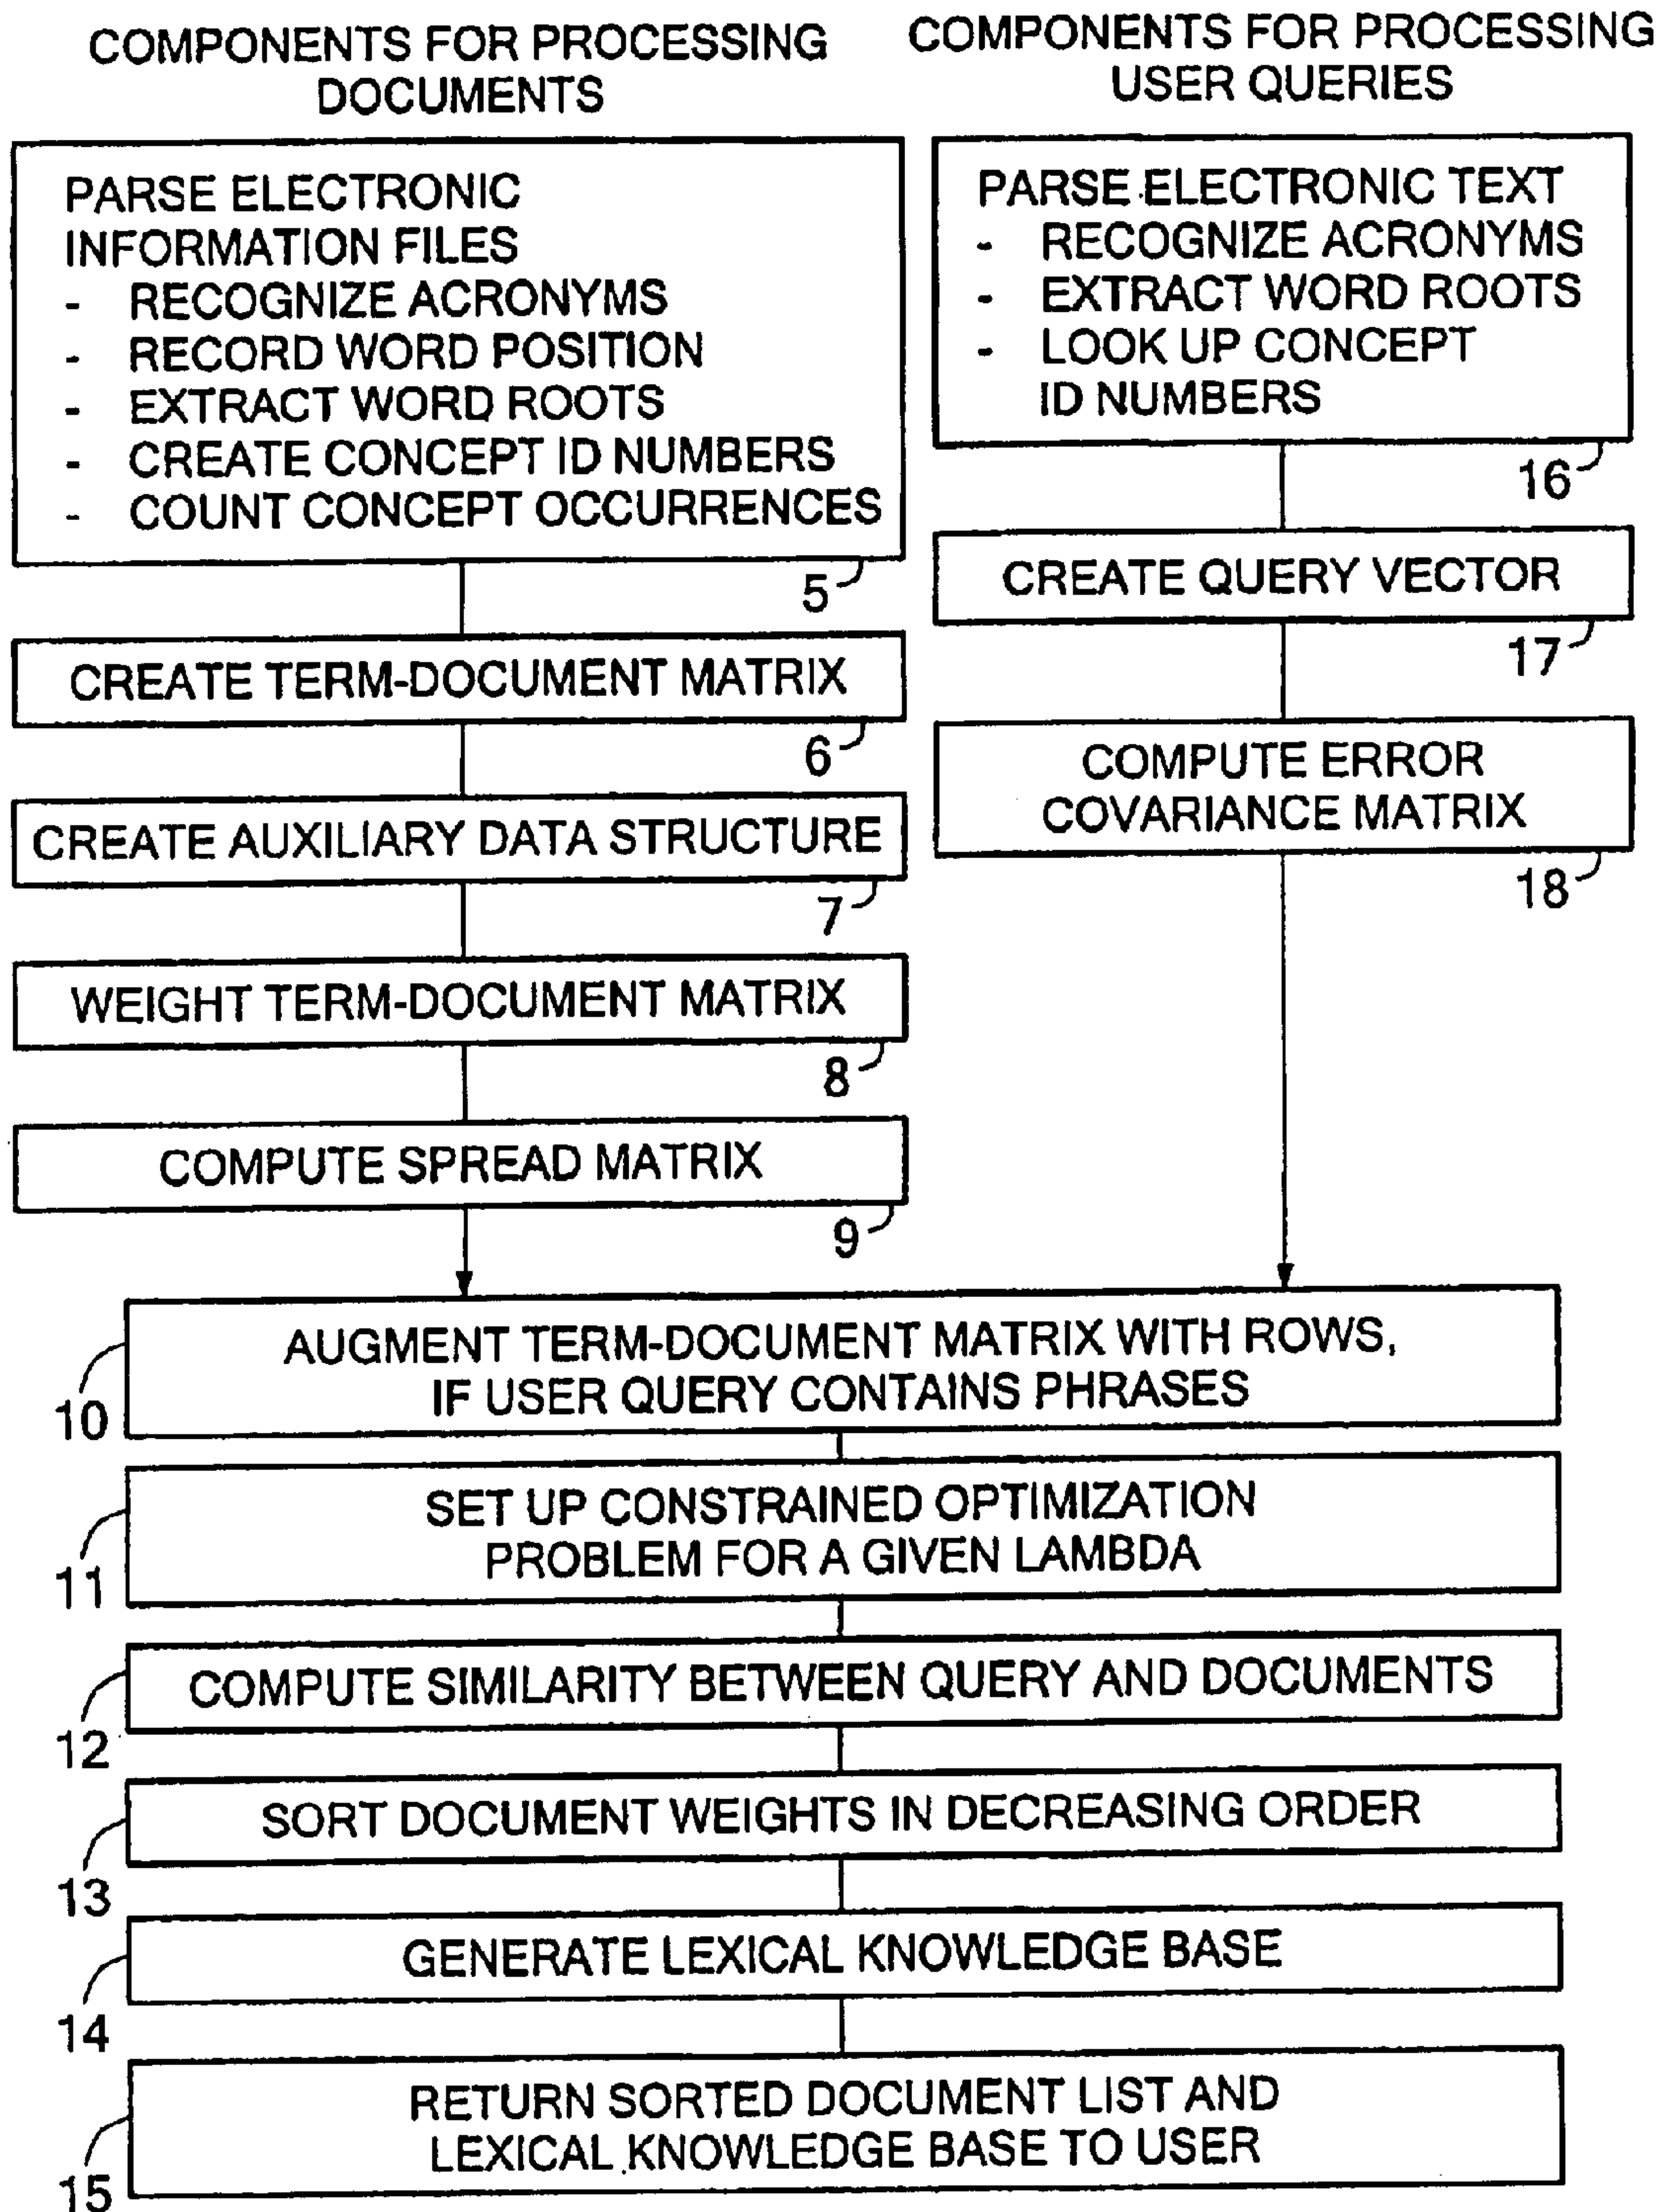 COMPONENTS FOR PROCESSING
DOCUMENTS
PARSE ELECTRONIC
INFORMATION FILES
- RECOGNIZE ACRONYMS
- RECORD WORD POSITION
- EXTRACT WORD ROOTS
- CREATE CONCEPT ID NUMBERS
- COUNT CONCEPT OCCURRENCES
5
CREATE TERM-DOCUMENT MATRIX
6
CREATE AUXILIARY DATA STRUCTURE
7
WEIGHT TERM-DOCUMENT MATRIX
8
COMPUTE SPREAD MATRIX
9
COMPONENTS FOR PROCESSING
USER QUERIES
PARSE ELECTRONIC TEXT
- RECOGNIZE ACRONYMS
- EXTRACT WORD ROOTS
- LOOK UP CONCEPT
ID NUMBERS
16
CREATE QUERY VECTOR
17
COMPUTE ERROR
COVARIANCE MATRIX
18
AUGMENT TERM-DOCUMENT MATRIX WITH ROWS,
IF USER QUERY CONTAINS PHRASES
10
SET UP CONSTRAINED OPTIMIZATION
PROBLEM FOR A GIVEN LAMBDA
11
COMPUTE SIMILARITY BETWEEN QUERY AND DOCUMENTS
12
SORT DOCUMENT WEIGHTS IN DECREASING ORDER
13
GENERATE LEXICAL KNOWLEDGE BASE
14
RETURN SORTED DOCUMENT LIST AND
LEXICAL KNOWLEDGE BASE TO USER
15